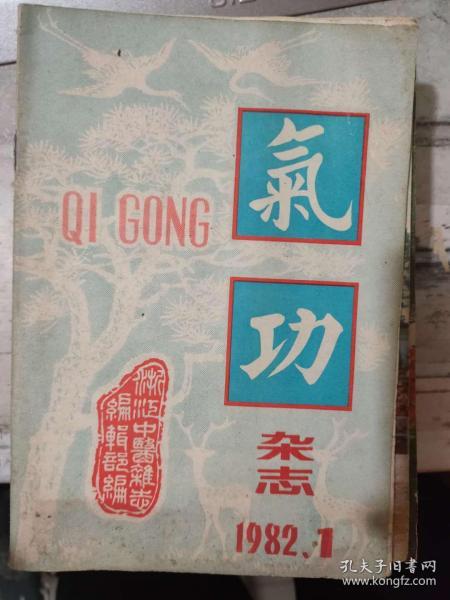 氣
功
QI GONG
杂志
1982.1
浙江中醫雜志
編輯部編
孔夫子旧书网
www.kongfz.com